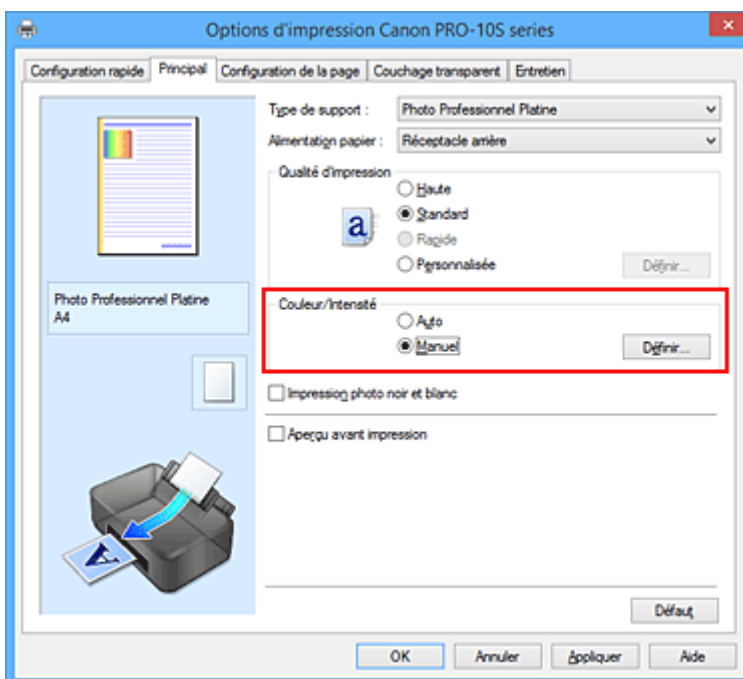 Options d'impression Canon PRO-10S series
Configuration rapide Principal Configuration de la page Couchage transparent Entretien
Type de support : Photo Professionnel Platine
Alimentation papier : Réceptacle arrière
Qualité d'impression
Haute
a Standard
Rapide
Personnalisée Définir...
Photo Professionnel Platine
A4
Couleur/Intensité
Auto
Manuel Définir...
Impression photo noir et blanc
Aperçu avant impression
A
Défaut
OK Annuler Appliquer Aide